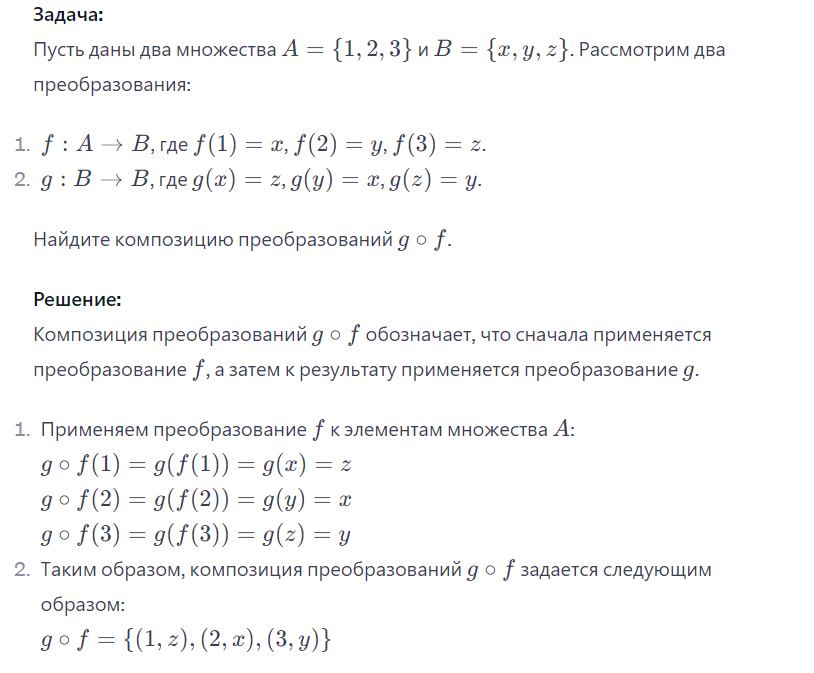 Задача:
Пусть даны два множества A = {1, 2, 3} и B = {x, y, z}. Рассмотрим два
преобразования:
1. f : A → B, где f(1) = x, f(2) = y, f(3) = z.
2. g : B → B, где g(x) = z, g(y) = x, g(z) = y.
Найдите композицию преобразований g ∘ f.
Решение:
Композиция преобразований g ∘ f обозначает, что сначала применяется
преобразование f, а затем к результату применяется преобразование g.
1. Применяем преобразование f к элементам множества A:
g ∘ f(1) = g(f(1)) = g(x) = z
g ∘ f(2) = g(f(2)) = g(y) = x
g ∘ f(3) = g(f(3)) = g(z) = y
2. Таким образом, композиция преобразований g ∘ f задается следующим
образом:
g ∘ f = {(1, z), (2, x), (3, y)}